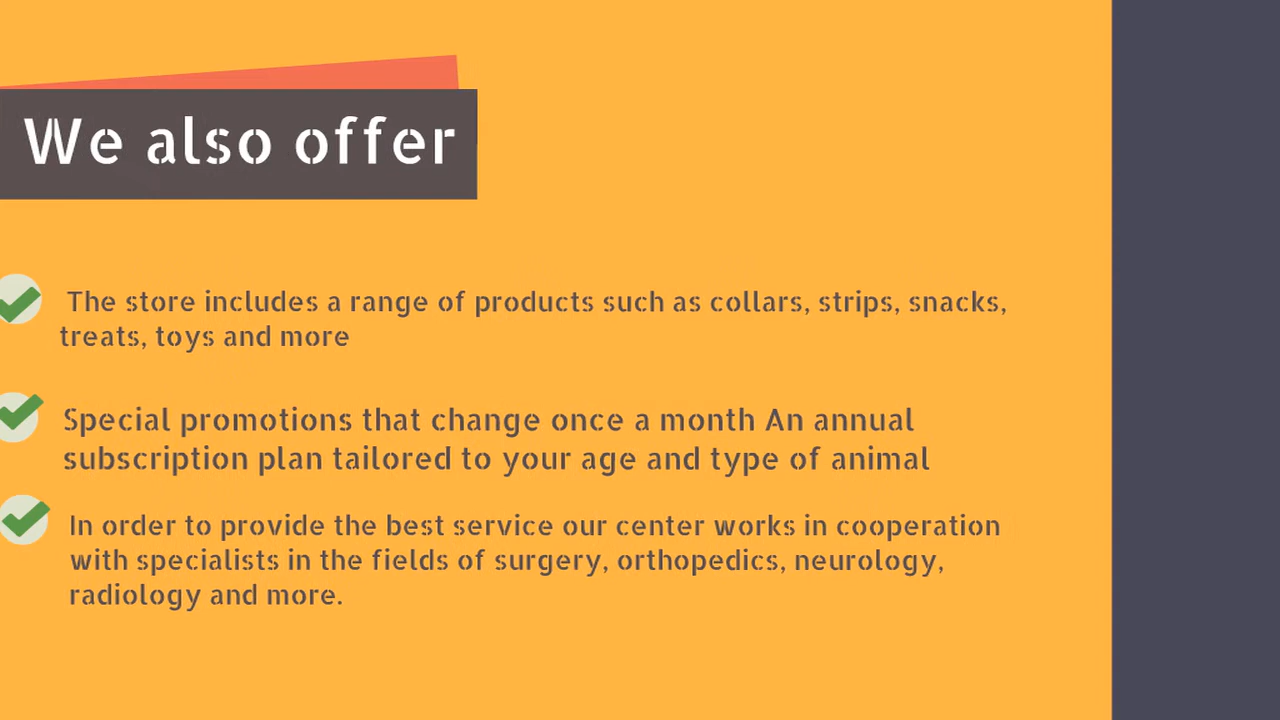 We also offer
The store includes a range of products such as collars, strips, snacks,
treats, toys and more
Special promotions that change once a month An annual
subscription plan tailored to your age and type of animal
In order to provide the best service our center works in cooperation
with specialists in the fields of surgery, orthopedics, neurology,
radiology and more.